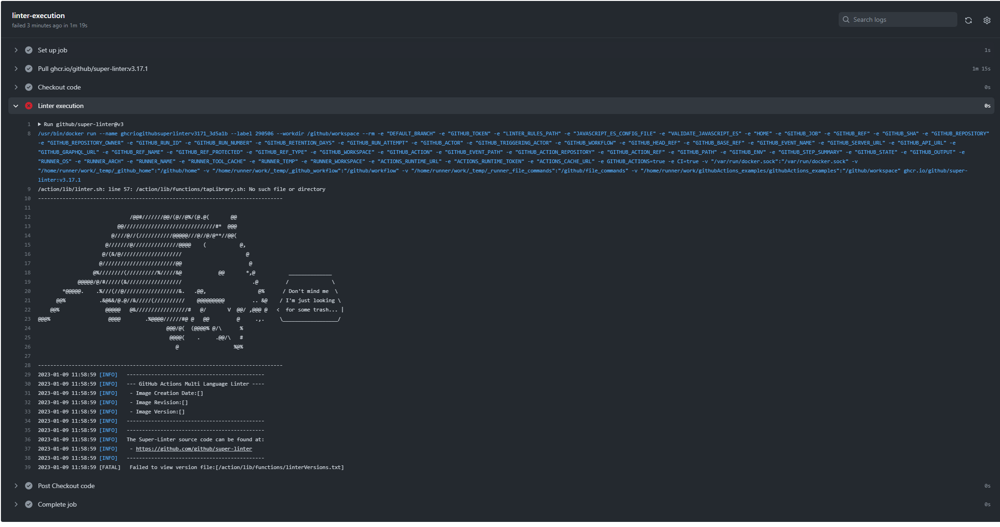 linter-execution
failed 3 minutes ago in 1m 19s
Search logs
Set up job 1s
Pull ghcr.io/github/super-linter:v3.17.1 1m 15s
Checkout code 0s
Linter execution 0s
1 Run github/super-linter@v3
8 /usr/bin/docker run --name ghcriogithubsuperlinterv3171_3d5a1b --label 290506 --workdir /github/workspace --rm -e "DEFAULT_BRANCH" -e "GITHUB_TOKEN" -e "LINTER_RULES_PATH" -e "JAVASCRIPT_ES_CONFIG_FILE" -e "VALIDATE_JAVASCRIPT_ES" -e "HOME" -e "GITHUB_JOB" -e "GITHUB_REF" -e "GITHUB_SHA" -e "GITHUB_REPOSITORY"
-e "GITHUB_REPOSITORY_OWNER" -e "GITHUB_RUN_ID" -e "GITHUB_RUN_NUMBER" -e "GITHUB_RETENTION_DAYS" -e "GITHUB_RUN_ATTEMPT" -e "GITHUB_ACTOR" -e "GITHUB_TRIGGERING_ACTOR" -e "GITHUB_WORKFLOW" -e "GITHUB_HEAD_REF" -e "GITHUB_BASE_REF" -e "GITHUB_EVENT_NAME" -e "GITHUB_SERVER_URL" -e "GITHUB_API_URL" -e
"GITHUB_GRAPHQL_URL" -e "GITHUB_REF_NAME" -e "GITHUB_REF_PROTECTED" -e "GITHUB_REF_TYPE" -e "GITHUB_WORKSPACE" -e "GITHUB_ACTION" -e "GITHUB_EVENT_PATH" -e "GITHUB_ACTION_REPOSITORY" -e "GITHUB_ACTION_REF" -e "GITHUB_PATH" -e "GITHUB_ENV" -e "GITHUB_STEP_SUMMARY" -e "GITHUB_STATE" -e "GITHUB_OUTPUT" -e
"RUNNER_OS" -e "RUNNER_ARCH" -e "RUNNER_NAME" -e "RUNNER_TOOL_CACHE" -e "RUNNER_TEMP" -e "RUNNER_WORKSPACE" -e "ACTIONS_RUNTIME_URL" -e "ACTIONS_RUNTIME_TOKEN" -e "ACTIONS_CACHE_URL" -e GITHUB_ACTIONS=true -e CI=true -v "/var/run/docker.sock":"/var/run/docker.sock" -v
"/home/runner/work/_temp/_github_home":"/github/home" -v "/home/runner/work/_temp/_github_workflow":"/github/workflow" -v "/home/runner/work/_temp/_runner_file_commands":"/github/file_commands" -v "/home/runner/work/githubActions_examples/githubActions_examples":"/github/workspace" ghcr.io/github/super-
linter:v3.17.1
9 /action/lib/linter.sh: line 57: /action/lib/functions/tapLibrary.sh: No such file or directory
10 --------------------------------------------------------------------------------
11
12 /@@#///////@@/(@//@%/(@.@( @@
13 @@//////////////////////////////#* @@@
14 @////@//(///////////@@@@@///@//@/@**//@@(
15 @///////@///////////////@@@@ ( @,
16 @/(&/@//////////////////// @
17 @////////////////////////@@ @
18 @%////////(//////////%/////&@ @@ *,@ ______________
19 @@@@@/@/#/////(&////////////////// .@ / \
20 *@@@@@. .%///(//@//////////////////&. .@@, @% / Don't mind me \
21 @@% .&@&&/@.@//&/////(////////// @@@@@@@@@ .. &@ / I'm just looking \
22 @@% @@@@@ @&/////////////////# @/ V @@/ ,@@@ @ < for some trash... |
23 @@@% @@@@ .%@@@@//////#@ @ @@ @ .,. \__________________/
24 @@@/@( (@@@@% @/\ %
25 @@@@( . .@@/\ #
26 @ %@%
27
28 --------------------------------------------------------------------------------
29 2023-01-09 11:58:59 [INFO] ---------------------------------------------
30 2023-01-09 11:58:59 [INFO] --- GitHub Actions Multi Language Linter ----
31 2023-01-09 11:58:59 [INFO] - Image Creation Date:[]
32 2023-01-09 11:58:59 [INFO] - Image Revision:[]
33 2023-01-09 11:58:59 [INFO] - Image Version:[]
34 2023-01-09 11:58:59 [INFO] ---------------------------------------------
35 2023-01-09 11:58:59 [INFO] ---------------------------------------------
36 2023-01-09 11:58:59 [INFO] The Super-Linter source code can be found at:
37 2023-01-09 11:58:59 [INFO] - https://github.com/github/super-linter
38 2023-01-09 11:58:59 [INFO] ---------------------------------------------
39 2023-01-09 11:58:59 [FATAL] Failed to view version file:[/action/lib/functions/linterVersions.txt]
Post Checkout code 0s
Complete job 0s